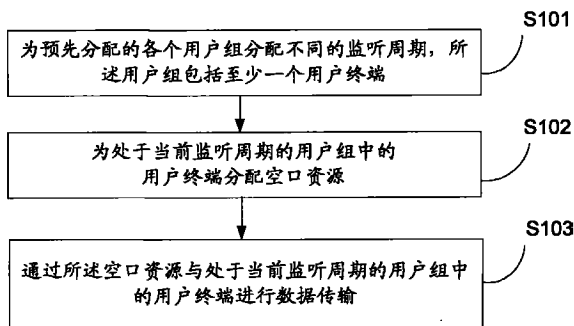 S101
为预先分配的各个用户组分配不同的监听周期，所
述用户组包括至少一个用户终端
S102
为处于当前监听周期的用户组中的
用户终端分配空口资源
S103
通过所述空口资源与处于当前监听周期的用户组中
的用户终端进行数据传输